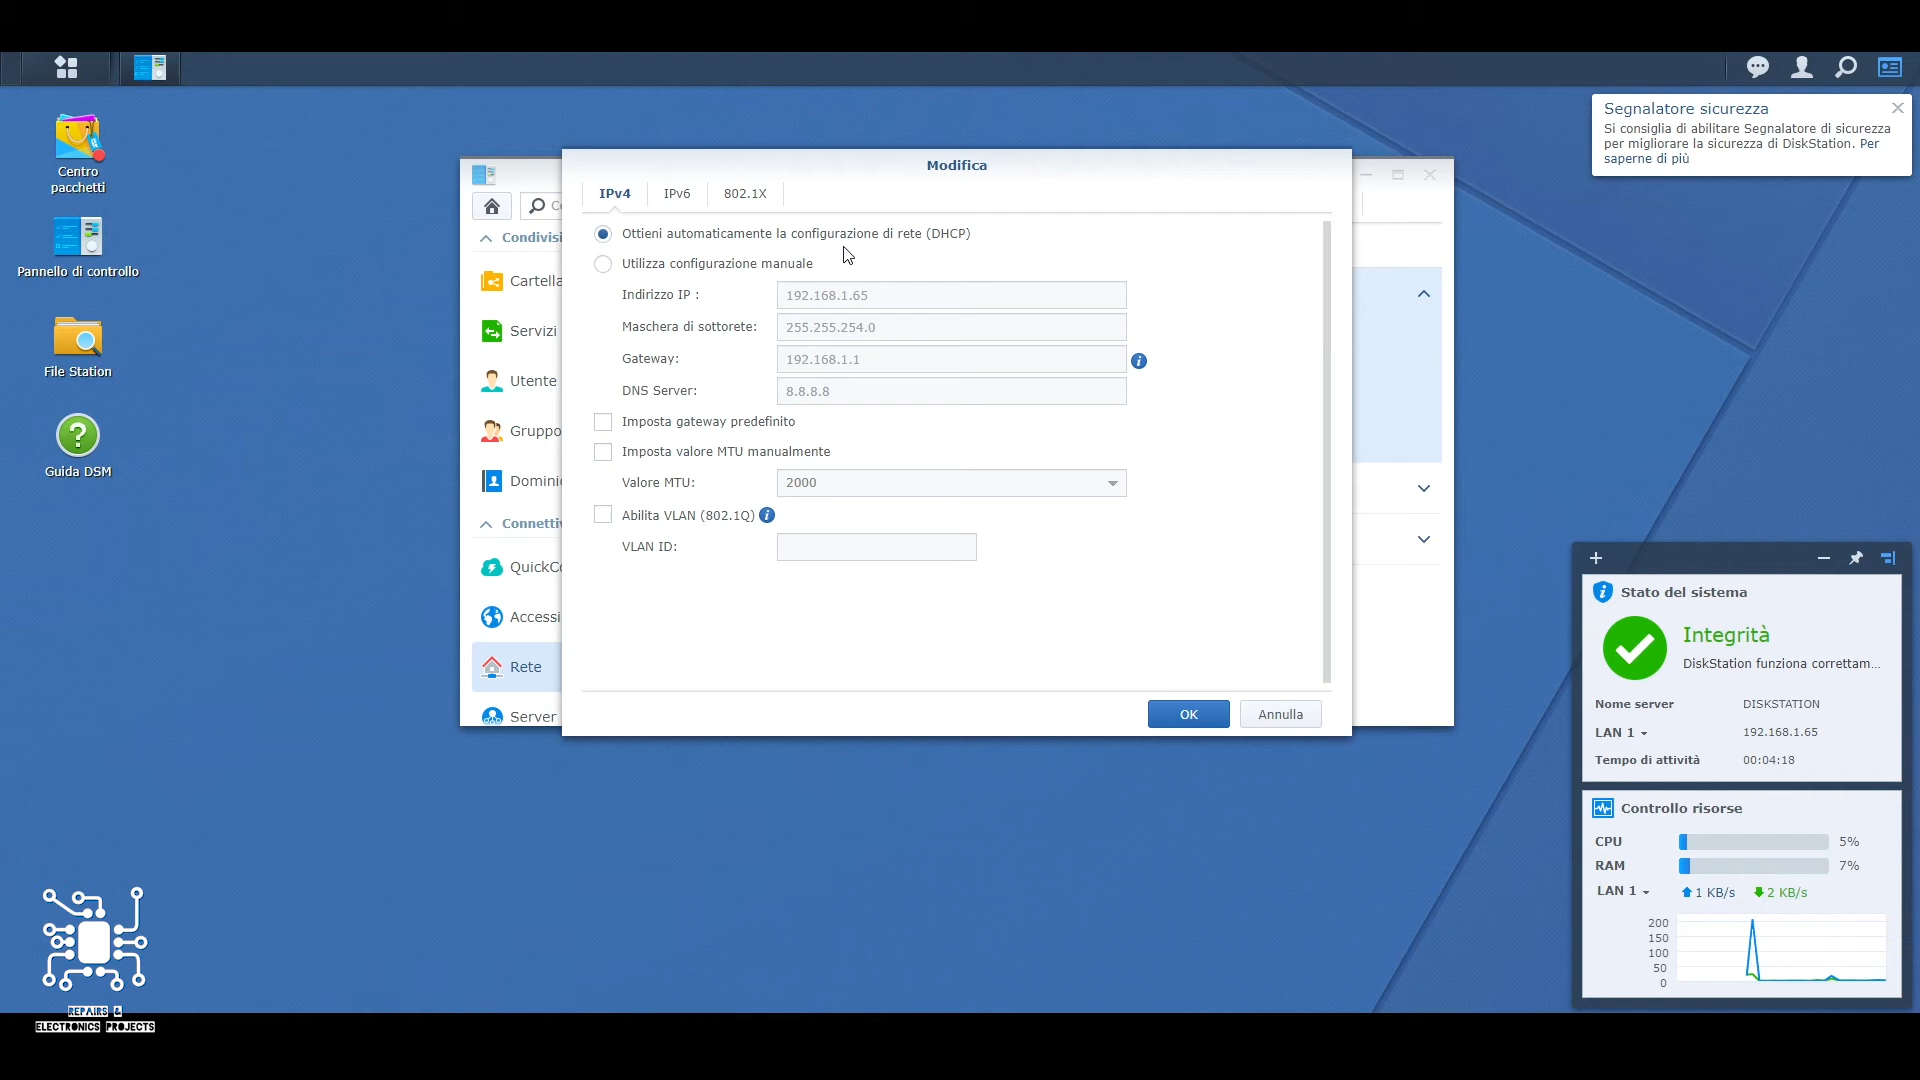 Segnalatore sicurezza
Si consiglia di abilitare Segnalatore di sicurezza
per migliorare la sicurezza di DiskStation. Per
saperne di più
Centro
pacchetti
Pannello di controllo
File Station
Guida DSM
Condivisi
Cartella
Servizi
Utente
Gruppo
Domini
Connetti
QuickCo
Accessi
Rete
Server
Modifica
IPv4
IPv6
802.1X
Ottieni automaticamente la configurazione di rete (DHCP)
Utilizza configurazione manuale
Indirizzo IP :
192.168.1.65
Maschera di sottorete:
255.255.254.0
Gateway:
192.168.1.1
DNS Server:
8.8.8.8
Imposta gateway predefinito
Imposta valore MTU manualmente
Valore MTU:
2000
Abilita VLAN (802.1Q)
VLAN ID:
OK
Annulla
Stato del sistema
Integrità
DiskStation funziona correttam...
Nome server
DISKSTATION
LAN 1
192.168.1.65
Tempo di attività
00:04:18
Controllo risorse
CPU
5%
RAM
7%
LAN 1
1 KB/s
2 KB/s
200
150
100
50
0
REPAIRS &
ELECTRONICS PROJECTS